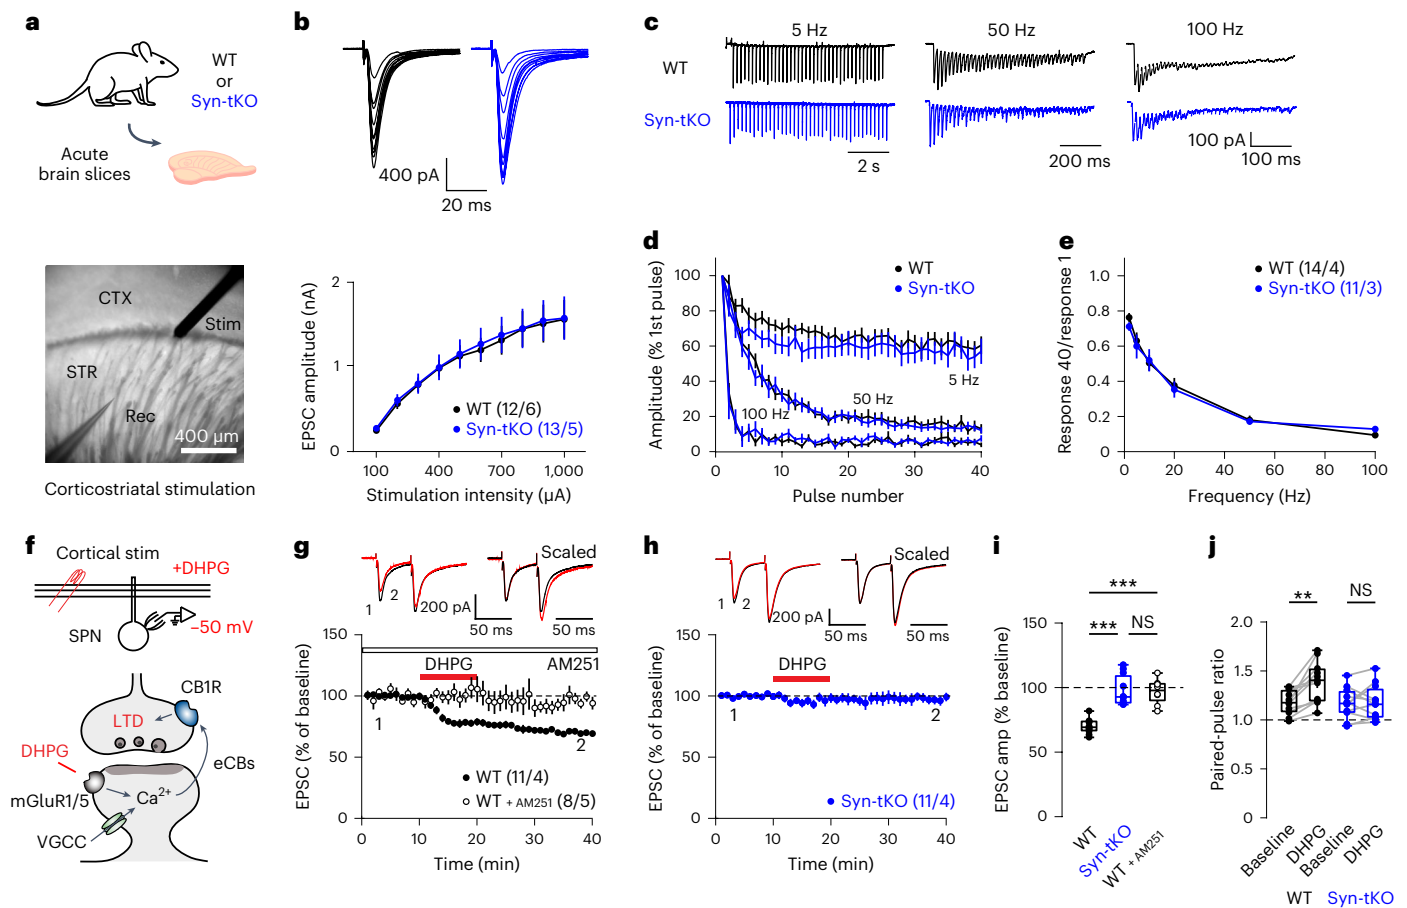 a
WT
or
Syn-tKO
Acute
brain slices
CTX
Stim
STR
Rec
400 µm
Corticostriatal stimulation
b
400 pA
20 ms
EPSC amplitude (nA)
2
1
0
WT (12/6)
Syn-tKO (13/5)
100
400
700
1,000
Stimulation intensity (µA)
c
5 Hz
50 Hz
100 Hz
WT
Syn-tKO
2 s
200 ms
100 pA
100 ms
d
Amplitude (% 1st pulse)
100
80
60
40
20
0
WT
Syn-tKO
5 Hz
50 Hz
100 Hz
0
10
20
30
40
Pulse number
e
Response 40/response 1
1.0
0.8
0.6
0.4
0.2
0
WT (14/4)
Syn-tKO (11/3)
0
20
40
60
80
100
Frequency (Hz)
f
Cortical stim
+DHPG
SPN
–50 mV
CB1R
LTD
DHPG
eCBs
mGluR1/5
Ca2+
VGCC
g
Scaled
1
2
200 pA
50 ms
50 ms
EPSC (% of baseline)
150
100
50
0
DHPG
AM251
1
2
WT (11/4)
WT + AM251 (8/5)
0
10
20
30
40
Time (min)
h
Scaled
1
2
200 pA
50 ms
50 ms
EPSC (% of baseline)
150
100
50
0
DHPG
1
2
Syn-tKO (11/4)
0
10
20
30
40
Time (min)
i
***
***
NS
EPSC amp (% baseline)
150
100
50
0
WT
Syn-tKO
WT + AM251
j
**
NS
Paired-pulse ratio
2.0
1.5
1.0
0.5
0
Baseline
DHPG
Baseline
DHPG
WT
Syn-tKO